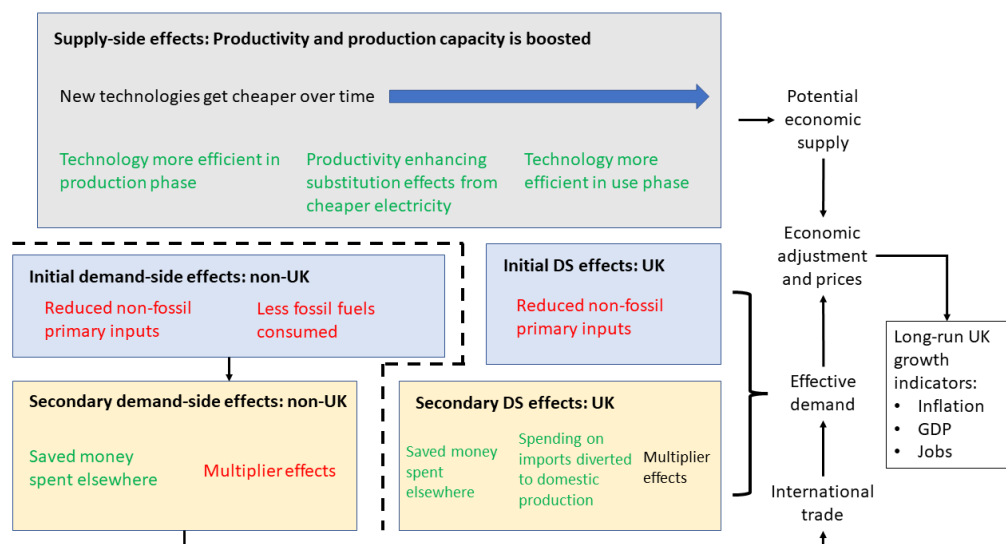 Supply-side effects: Productivity and production capacity is boosted
New technologies get cheaper over time
Technology more efficient in
production phase
Productivity enhancing
substitution effects from
cheaper electricity
Technology more
efficient in use phase
Potential
economic
supply
Economic
adjustment
and prices
Initial demand-side effects: non-UK
Reduced non-fossil
primary inputs
Less fossil fuels
consumed
Initial DS effects: UK
Reduced non-fossil
primary inputs
Secondary demand-side effects: non-UK
Saved money
spent elsewhere
Multiplier effects
Secondary DS effects: UK
Saved money
spent
elsewhere
Spending on
imports diverted
to domestic
production
Multiplier
effects
Effective
demand
International
trade
Long-run UK
growth
indicators:
• Inflation
• GDP
• Jobs